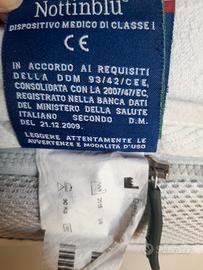 Nottinblu®
DISPOSITIVO MEDICO DI CLASSE I
CE
IN ACCORDO AI REQUISITI
DELLA DDM 93/42/CEE,
CONSOLIDATA CON LA 2007/47/EC,
REGISTRATO NELLA BANCA DATI
DEL MINISTERO DELLA SALUTE
ITALIANO SECONDO D.M.
DEL 21.12.2009.
LEGGERE ATTENTAMENTE LE
AVVERTENZE E MODALITÀ D'USO